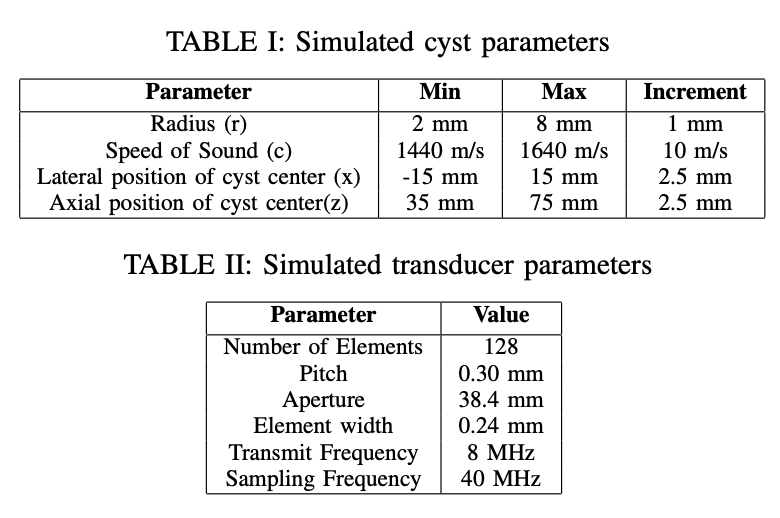 TABLE I: Simulated cyst parameters
Parameter Min Max Increment
Radius (r) 2 mm 8 mm 1 mm
Speed of Sound (c) 1440 m/s 1640 m/s 10 m/s
Lateral position of cyst center (x) -15 mm 15 mm 2.5 mm
Axial position of cyst center(z) 35 mm 75 mm 2.5 mm
TABLE II: Simulated transducer parameters
Parameter Value
Number of Elements 128
Pitch 0.30 mm
Aperture 38.4 mm
Element width 0.24 mm
Transmit Frequency 8 MHz
Sampling Frequency 40 MHz